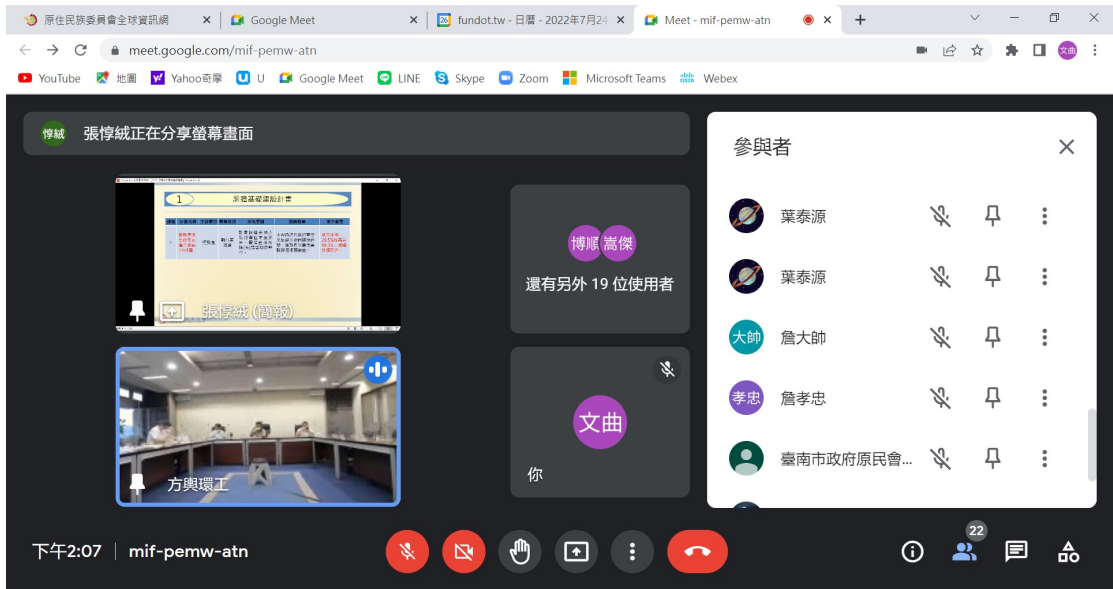 原住民族委員會全球資訊網
Google Meet
26 fundot.tw - 日曆 - 2022年7月24
Meet - mif-pemw-atn
meet.google.com/mif-pemw-atn
文曲
YouTube 地圖 Yahoo奇摩 U Google Meet LINE Skype Zoom Microsoft Teams Webex
惇絨 張惇絨正在分享螢幕畫面
1
張惇絨 (簡報)
博順 嵩傑
還有另外 19 位使用者
方輿環工
文曲
你
參與者
葉泰源
葉泰源
大帥 詹大帥
孝忠 詹孝忠
臺南市政府原民會...
下午2:07 | mif-pemw-atn
22